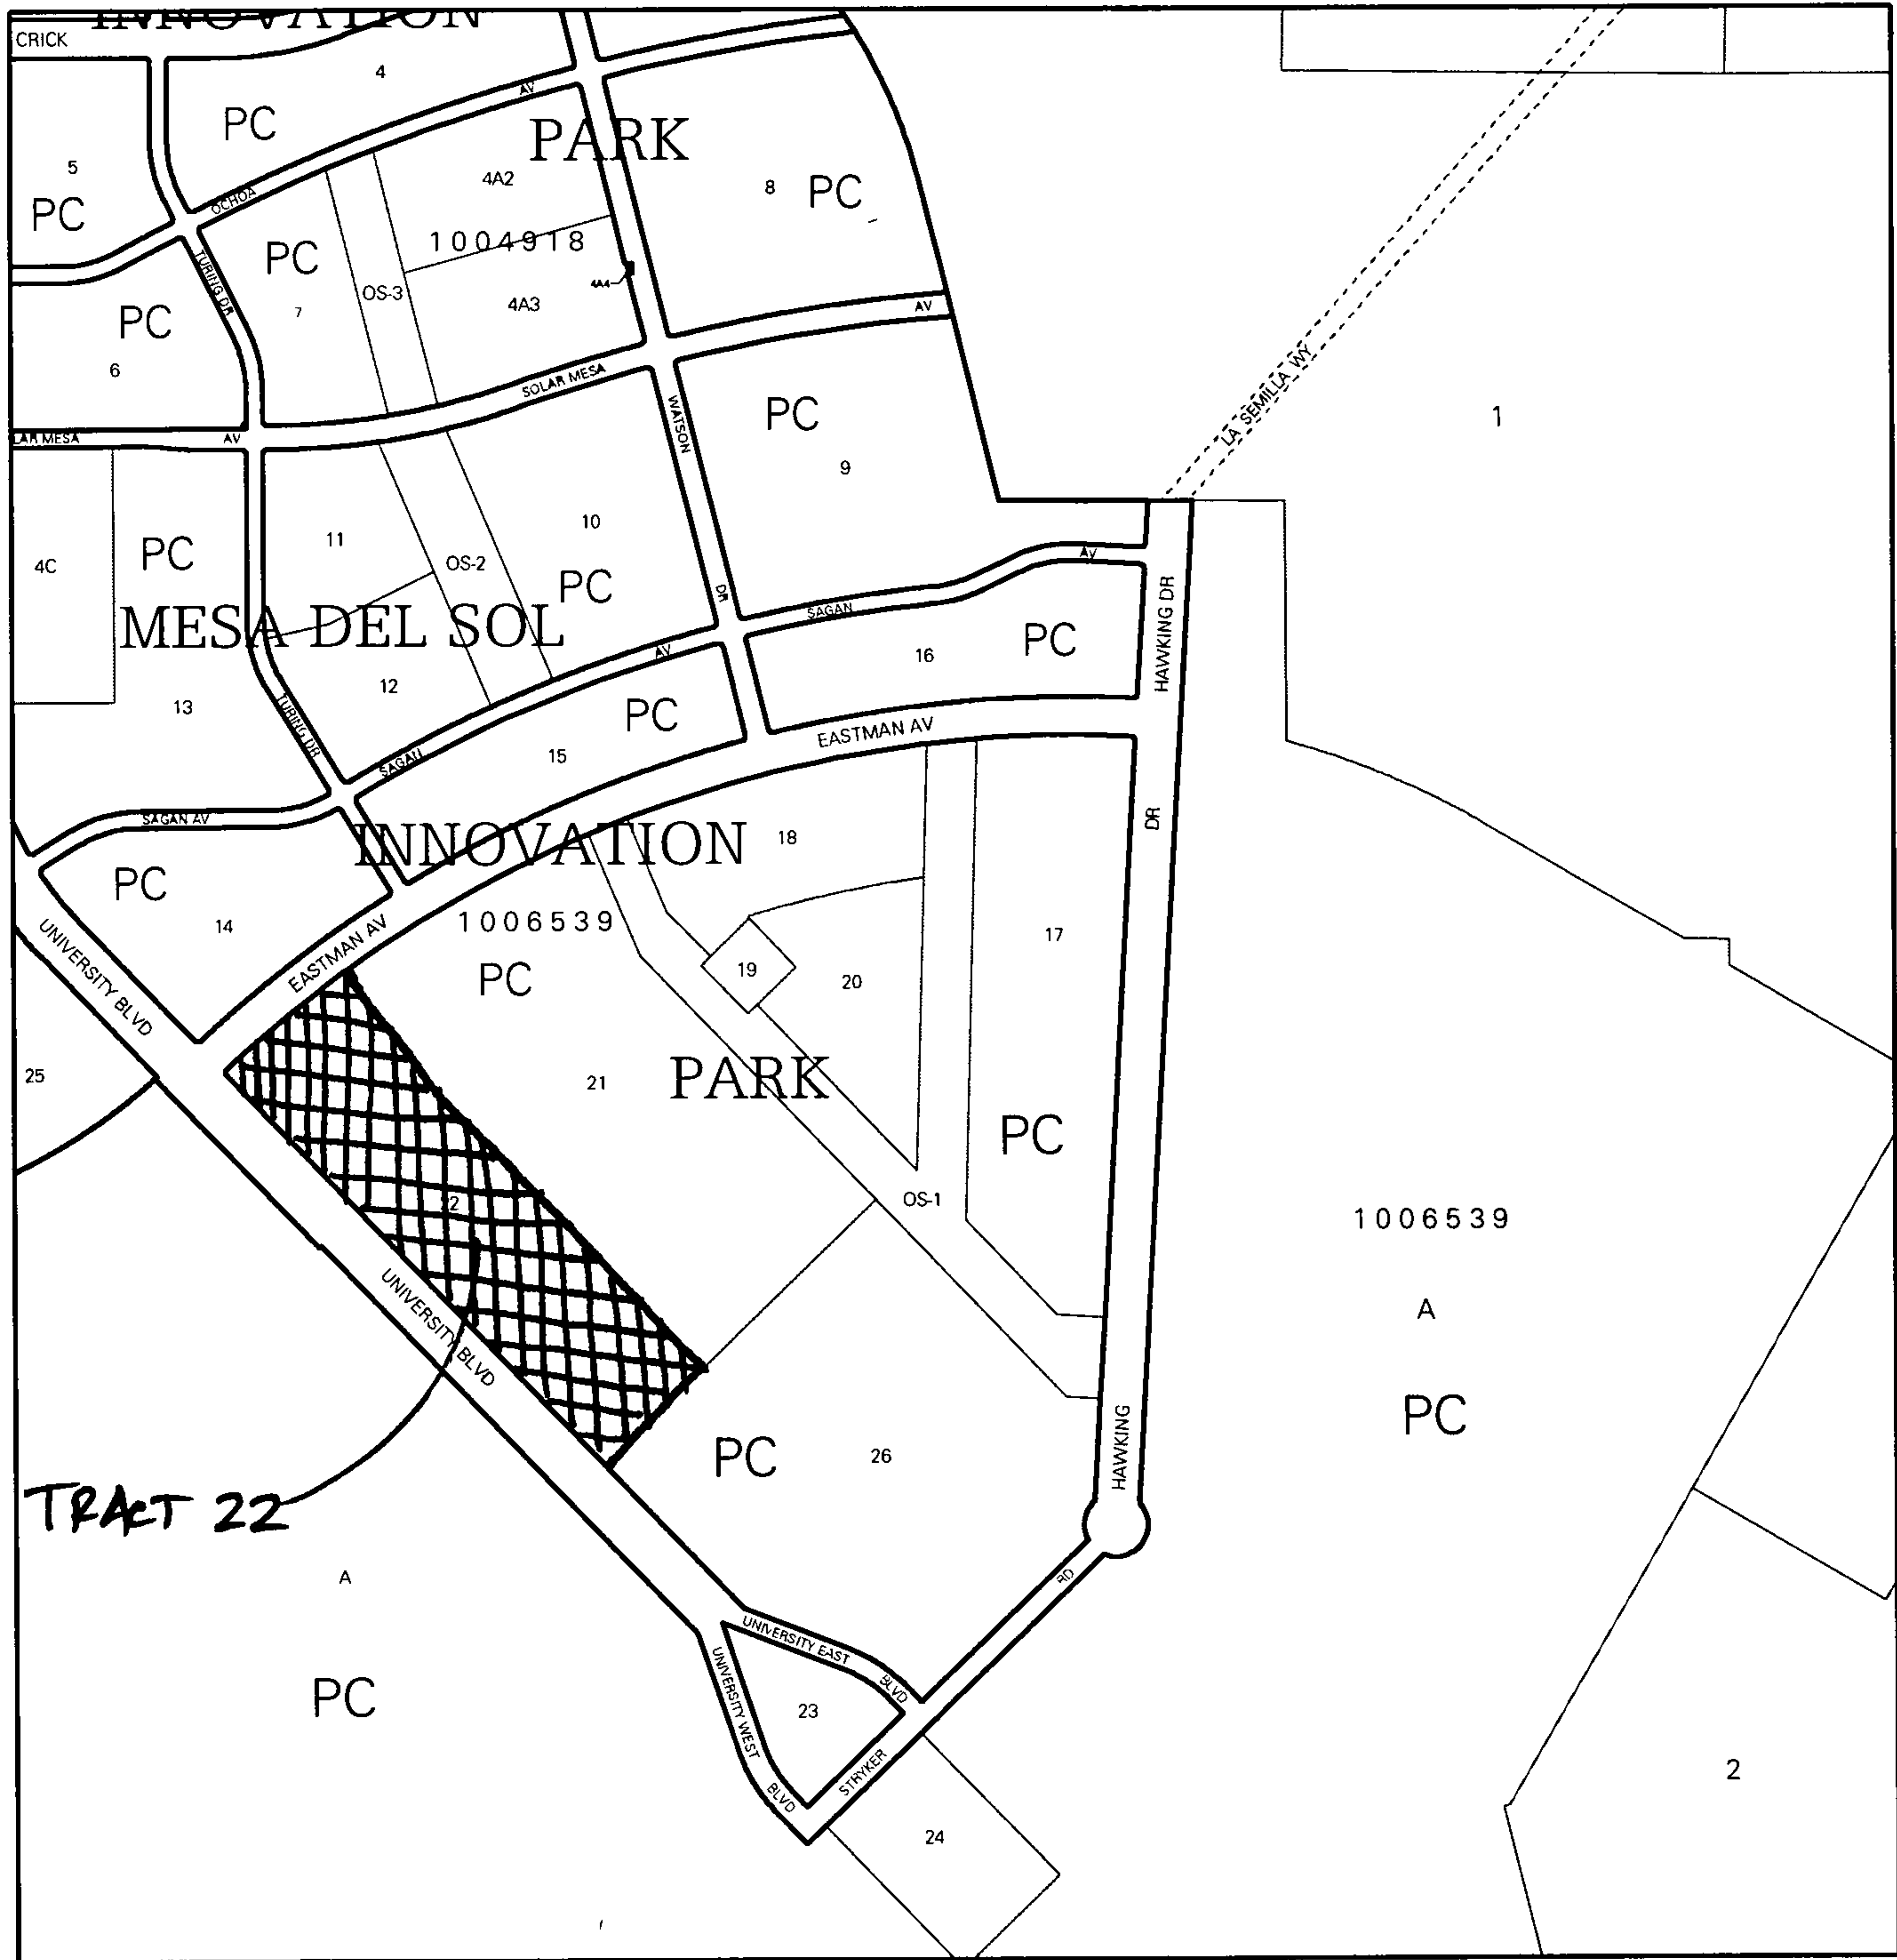 INNOVATION
CRICK
4
PC
AV
PARK
5
PC
OCHOA
4A2
8
PC
1004918
TURING DR
PC
7
OS-3
4A4
4A3
AV
PC
6
SOLAR MESA
LAR MESA
AV
WATSON
PC
9
LA SEMILLA WY
1
4C
PC
11
OS-2
10
PC
DR
AV
SAGAN
HAWKING DR
MESA DEL SOL
12
AV
16
PC
13
TURING DR
PC
EASTMAN AV
15
SAGAN
SAGAN AV
DR
INNOVATION
18
PC
14
1006539
17
UNIVERSITY BLVD
EASTMAN AV
PC
19
20
25
21
PARK
PC
22
OS-1
1006539
UNIVERSITY BLVD
A
PC
HAWKING
PC
26
TRACT 22
A
RD
UNIVERSITY EAST
BLVD
PC
UNIVERSITY WEST
23
BLVD
STRYKER
2
24